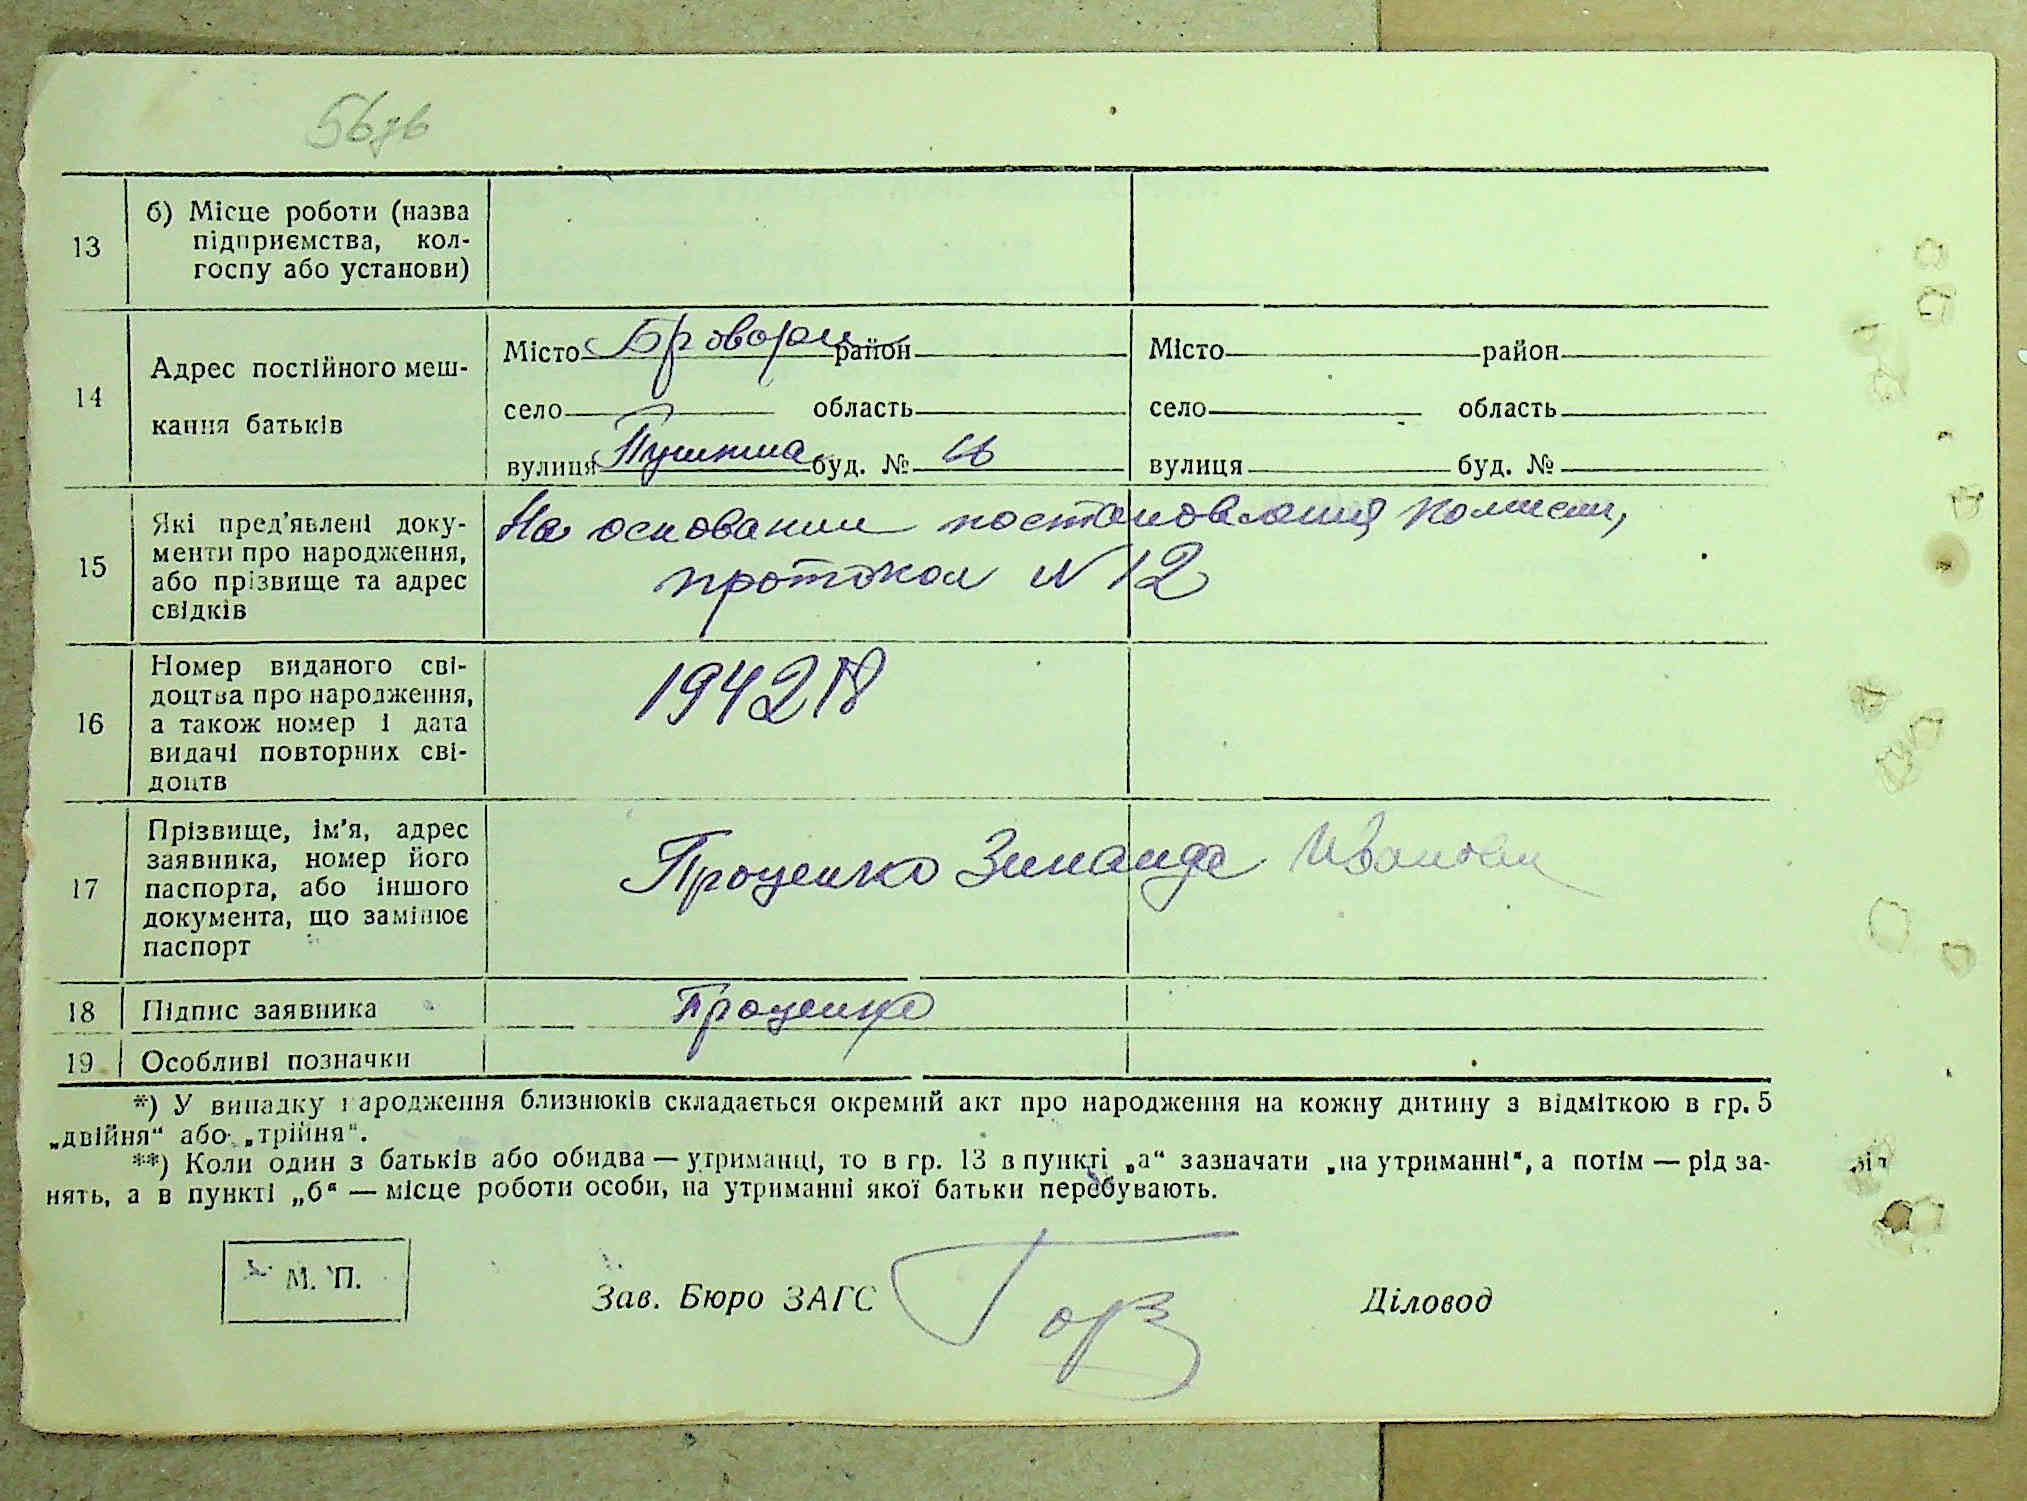 56зв
13
б) Місце роботи (назва
підприємства, кол-
госпу або установи)
14
Адрес постійного меш-
кання батьків
Місто Бровары район
село область
вулиця Пушкина буд. №
Місто район
село область
вулиця буд. №
15
Які пред'явлені доку-
менти про народження,
або прізвище та адрес
свідків
На основании постановления комиссии,
протокол N 12
16
Номер виданого сві-
доцтва про народження,
а також номер і дата
видачі повторних сві-
доцтв
194218
17
Прізвище, ім'я, адрес
заявника, номер його
паспорта, або іншого
документа, що замінює
паспорт
Проценко Зинаида Ивановн
18
Підпис заявника
Проценко
19
Особливі позначки
*) У випадку народження близнюків складається окремий акт про народження на кожну дитину з відміткою в гр. 5
„двійня“ або „трійня“.
**) Коли один з батьків або обидва — утриманці, то в гр. 13 в пункті „а“ зазначати „на утриманні“, а потім — рід за-
нять, а в пункті „б“ — місце роботи особи, на утриманні якої батьки перебувають.
М. П.
Зав. Бюро ЗАГС
Діловод